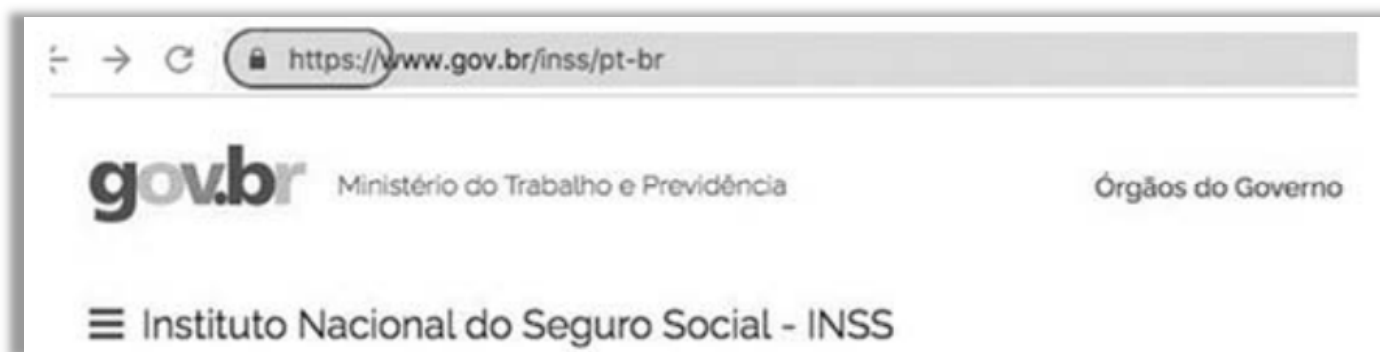 https://www.gov.br/inss/pt-br
gov.br Ministério do Trabalho e Previdência Órgãos do Governo
Instituto Nacional do Seguro Social - INSS